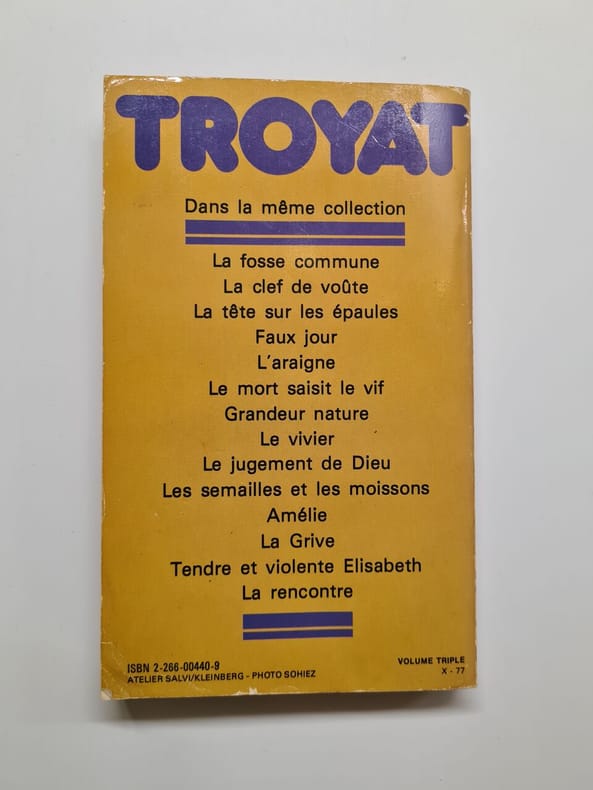 TROYAT
Dans la même collection
La fosse commune
La clef de voûte
La tête sur les épaules
Faux jour
L'araigne
Le mort saisit le vif
Grandeur nature
Le vivier
Le jugement de Dieu
Les semailles et les moissons
Amélie
La Grive
Tendre et violente Elisabeth
La rencontre
ISBN 2-266-00440-9
ATELIER SALVI/KLEINBERG - PHOTO SOHIEZ
VOLUME TRIPLE
X - 77